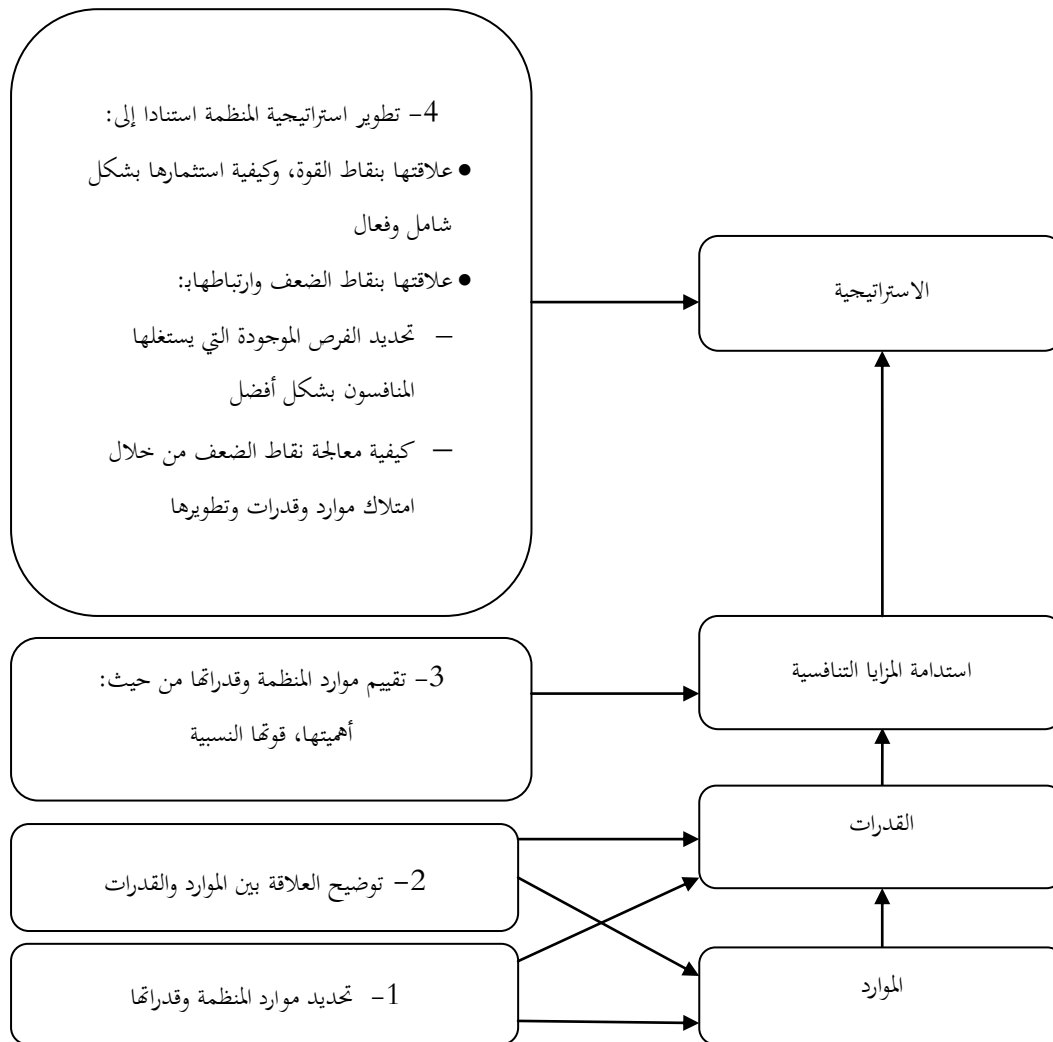 4- تطوير استراتيجية المنظمة استنادا إلى:
● علاقتها بنقاط القوة، وكيفية استثمارها بشكل
شامل وفعال
● علاقتها بنقاط الضعف وارتباطهابـ:
– تحديد الفرص الموجودة التي يستغلها
المنافسون بشكل أفضل
– كيفية معالجة نقاط الضعف من خلال
امتلاك موارد وقدرات وتطويرها
الاستراتيجية
3- تقييم موارد المنظمة وقدراتها من حيث:
أهميتها، قوتها النسبية
استدامة المزايا التنافسية
القدرات
2- توضيح العلاقة بين الموارد والقدرات
الموارد
1- تحديد موارد المنظمة وقدراتها